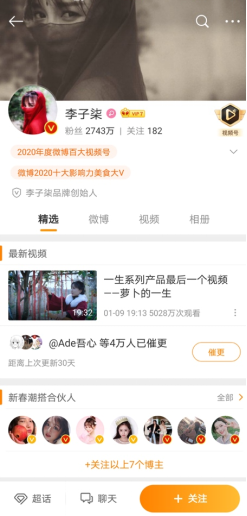 李子柒 VIP 7
粉丝 2743万 | 关注 182
视频号
2020年度微博百大视频号
微博2020十大影响力美食大V
李子柒品牌创始人
精选 微博 视频 相册
最新视频
一生系列产品最后一个视频
——萝卜的一生
19:32
01-09 19:13 5028万次观看
@Ade吾心 等4万人已催更
距离上次更新30天
催更
新春潮搭合伙人 全部
+关注以上7个博主
超话 聊天 + 关注